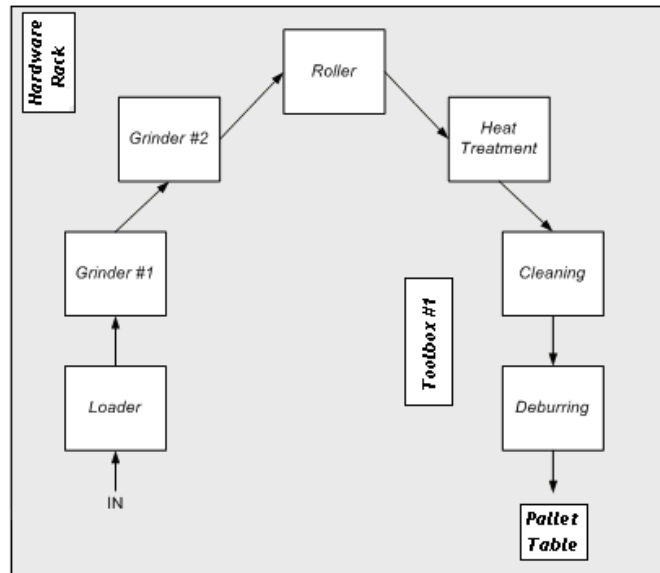 Hardware
Rack
Roller
Grinder #2
Heat
Treatment
Grinder #1
Cleaning
Toolbox #1
Loader
Deburring
IN
Pallet
Table